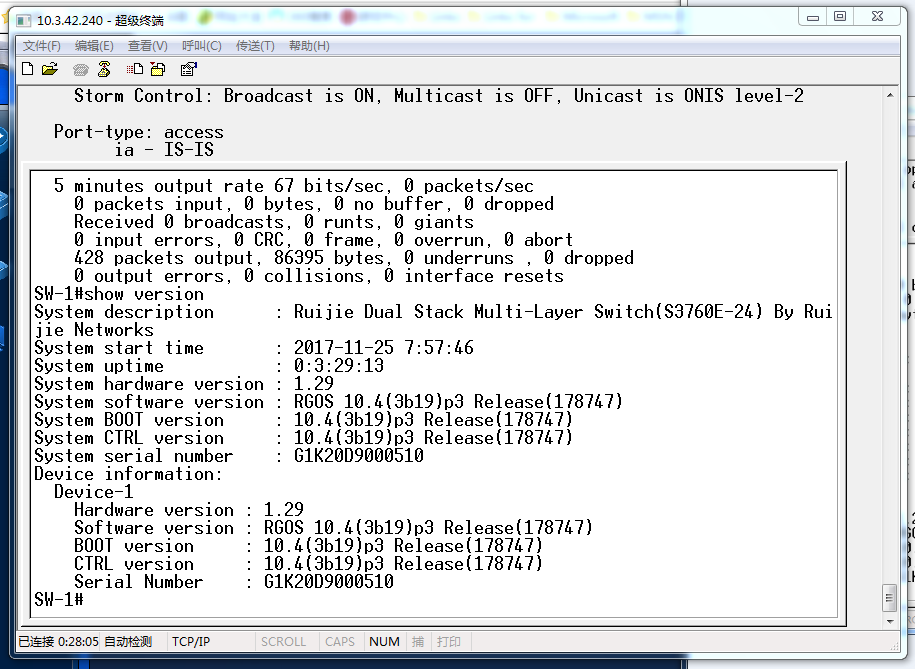 10.3.42.240 - 超级终端
文件(F) 编辑(E) 查看(V) 呼叫(C) 传送(T) 帮助(H)
Storm Control: Broadcast is ON, Multicast is OFF, Unicast is ONIS level-2
Port-type: access
ia - IS-IS
5 minutes output rate 67 bits/sec, 0 packets/sec
0 packets input, 0 bytes, 0 no buffer, 0 dropped
Received 0 broadcasts, 0 runts, 0 giants
0 input errors, 0 CRC, 0 frame, 0 overrun, 0 abort
428 packets output, 86395 bytes, 0 underruns , 0 dropped
0 output errors, 0 collisions, 0 interface resets
SW-1#show version
System description      : Ruijie Dual Stack Multi-Layer Switch(S3760E-24) By Rui
jie Networks
System start time       : 2017-11-25 7:57:46
System uptime           : 0:3:29:13
System hardware version : 1.29
System software version : RGOS 10.4(3b19)p3 Release(178747)
System BOOT version     : 10.4(3b19)p3 Release(178747)
System CTRL version     : 10.4(3b19)p3 Release(178747)
System serial number    : G1K20D9000510
Device information:
Device-1
Hardware version : 1.29
Software version : RGOS 10.4(3b19)p3 Release(178747)
BOOT version     : 10.4(3b19)p3 Release(178747)
CTRL version     : 10.4(3b19)p3 Release(178747)
Serial Number    : G1K20D9000510
SW-1#
已连接 0:28:05 自动检测 TCP/IP SCROLL CAPS NUM 捕 打印